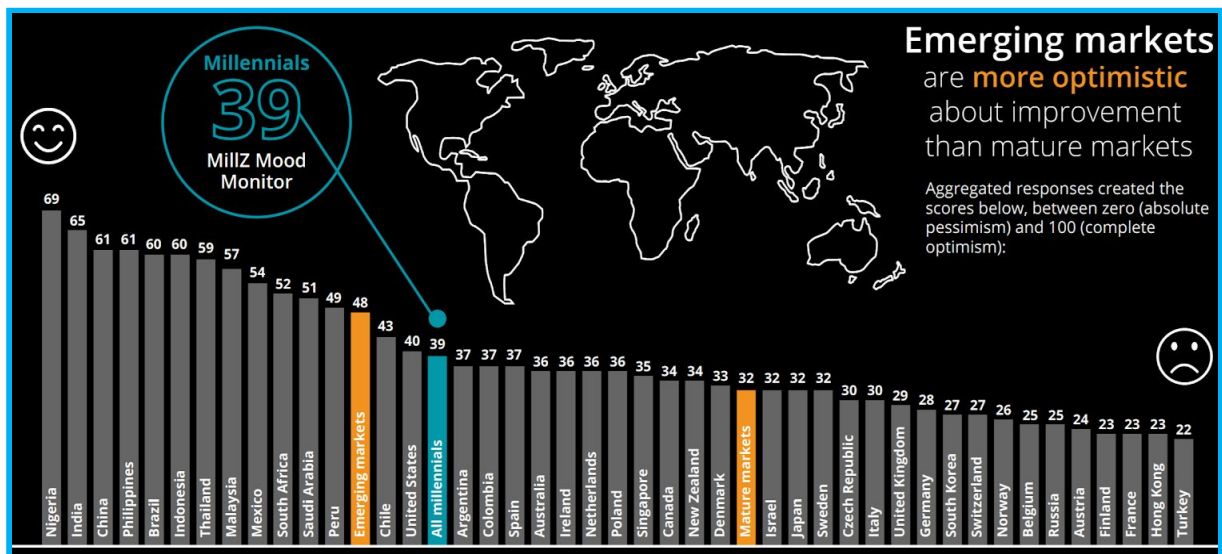 Emerging markets
are more optimistic
about improvement
than mature markets
Aggregated responses created the
scores below, between zero (absolute
pessimism) and 100 (complete
optimism):
Millennials
39
MillZ Mood
Monitor
69
65
61
61
60
60
59
57
54
52
51
49
48
43
40
39
37
37
37
36
36
36
36
35
34
34
33
32
32
32
32
30
30
29
28
27
27
26
25
25
24
23
23
23
22
Nigeria
India
China
Philippines
Brazil
Indonesia
Thailand
Malaysia
Mexico
South Africa
Saudi Arabia
Peru
Emerging markets
Chile
United States
All millennials
Argentina
Colombia
Spain
Australia
Ireland
Netherlands
Poland
Singapore
Canada
New Zealand
Denmark
Mature markets
Israel
Japan
Sweden
Czech Republic
Italy
United Kingdom
Germany
South Korea
Switzerland
Norway
Belgium
Russia
Austria
Finland
France
Hong Kong
Turkey